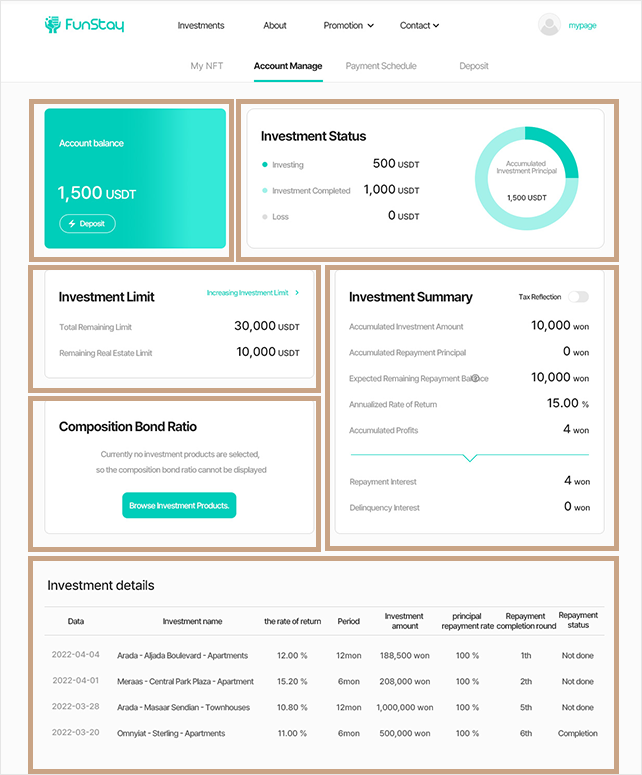 FunStay
Investments About Promotion Contact mypage
My NFT Account Manage Payment Schedule Deposit
Account balance
1,500 USDT
Deposit
Investment Status
Investing 500 USDT
Investment Completed 1,000 USDT
Loss 0 USDT
Accumulated
Investment Principal
1,500 USDT
Investment Limit Increasing Investment Limit
Total Remaining Limit 30,000 USDT
Remaining Real Estate Limit 10,000 USDT
Composition Bond Ratio
Currently no investment products are selected,
so the composition bond ratio cannot be displayed
Browse Investment Products.
Investment Summary Tax Reflection
Accumulated Investment Amount 10,000 won
Accumulated Repayment Principal 0 won
Expected Remaining Repayment Balance 10,000 won
Annualized Rate of Return 15.00 %
Accumulated Profits 4 won
Repayment Interest 4 won
Delinquency Interest 0 won
Investment details
Data Investment name the rate of return Period Investment amount principal repayment rate Repayment completion round Repayment status
2022-04-04 Arada - Aljada Boulevard - Apartments 12.00 % 12mon 188,500 won 100 % 1th Not done
2022-04-01 Meraas - Central Park Plaza - Apartment 15.20 % 6mon 208,000 won 100 % 2th Not done
2022-03-28 Arada - Masaar Sendian - Townhouses 10.80 % 12mon 1,000,000 won 100 % 5th Not done
2022-03-20 Omnyiat - Sterling - Apartments 11.00 % 6mon 500,000 won 100 % 6th Completion